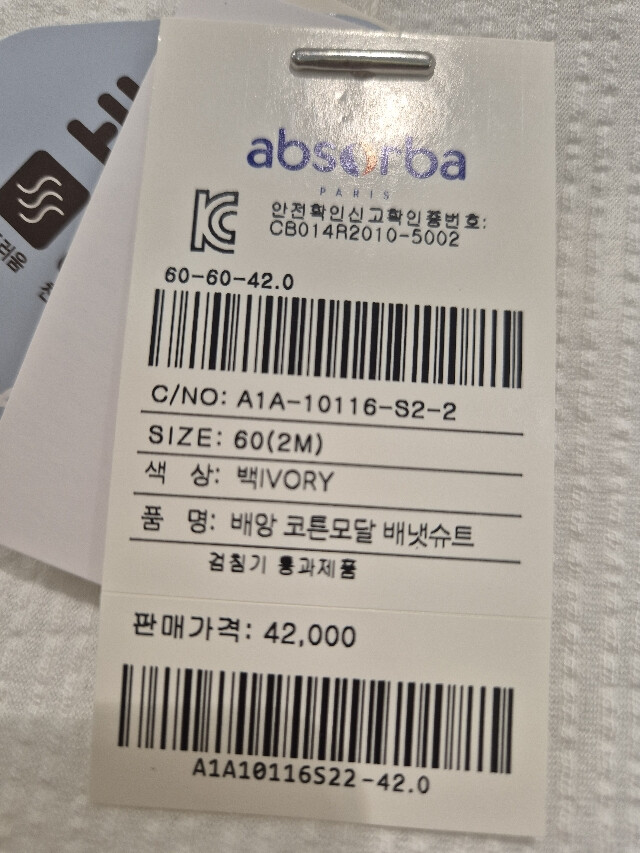 absorba
PARIS
안전확인신고확인증번호:
CB014R2010-5002
60-60-42.0
C/NO: A1A-10116-S2-2
SIZE: 60(2M)
색 상: 백IVORY
품 명: 배앙 코튼모달 배냇슈트
검침기 통과제품
판매가격: 42,000
A1A10116S22-42.0